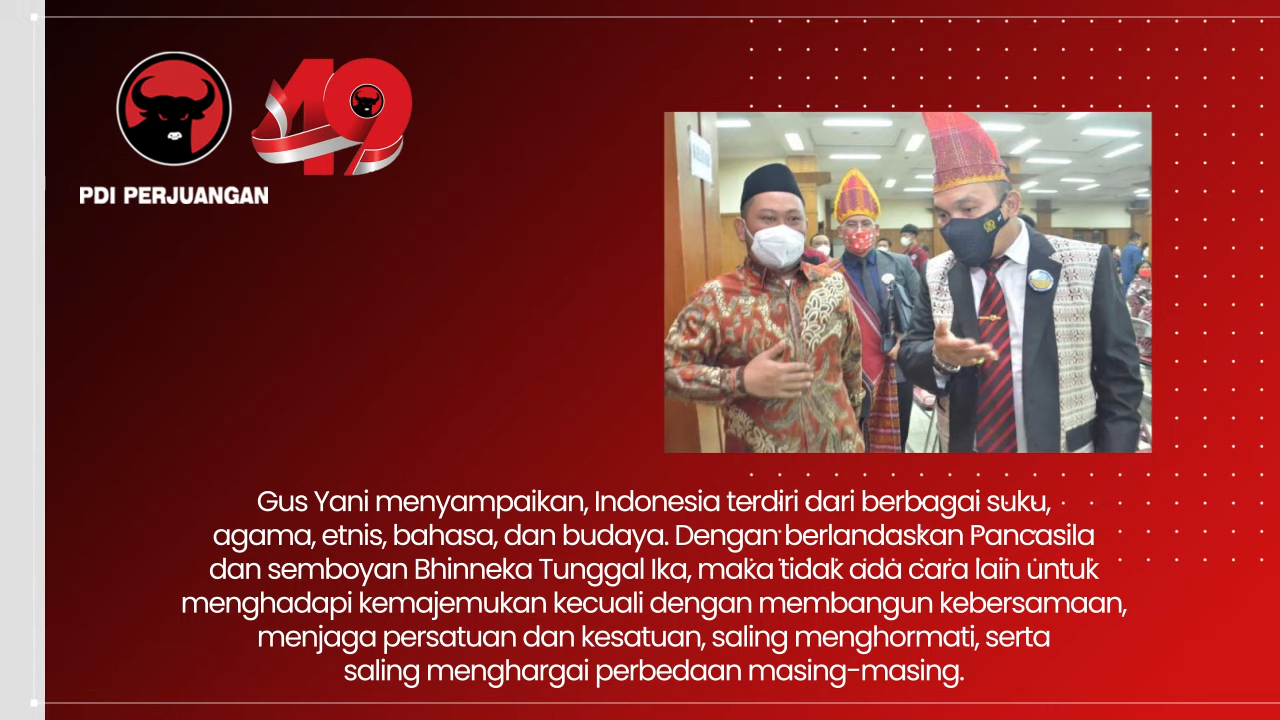 49
PDI PERJUANGAN
Gus Yani menyampaikan, Indonesia terdiri dari berbagai suku,
agama, etnis, bahasa, dan budaya. Dengan berlandaskan Pancasila
dan semboyan Bhinneka Tunggal Ika, maka tidak ada cara lain untuk
menghadapi kemajemukan kecuali dengan membangun kebersamaan,
menjaga persatuan dan kesatuan, saling menghormati, serta
saling menghargai perbedaan masing-masing.